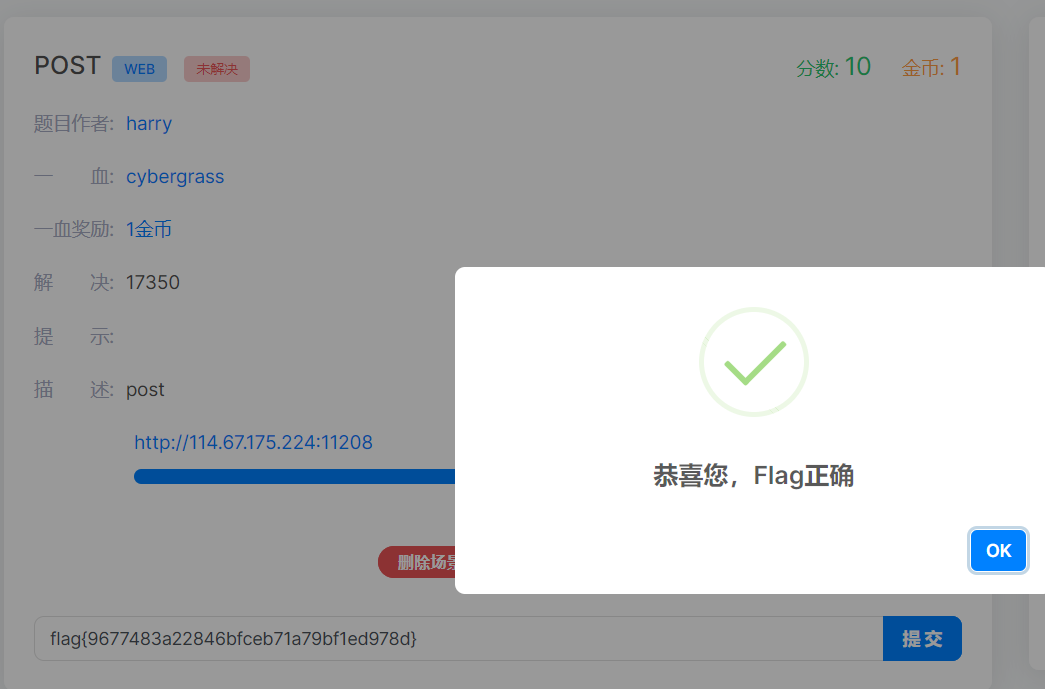 POST WEB 未解决 分数: 10 金币: 1
题目作者: harry
一 血: cybergrass
一血奖励: 1金币
解 决: 17350
提 示:
描 述: post
http://114.67.175.224:11208
恭喜您，Flag正确
OK
删除场景
flag{9677483a22846bfceb71a79bf1ed978d} 提交